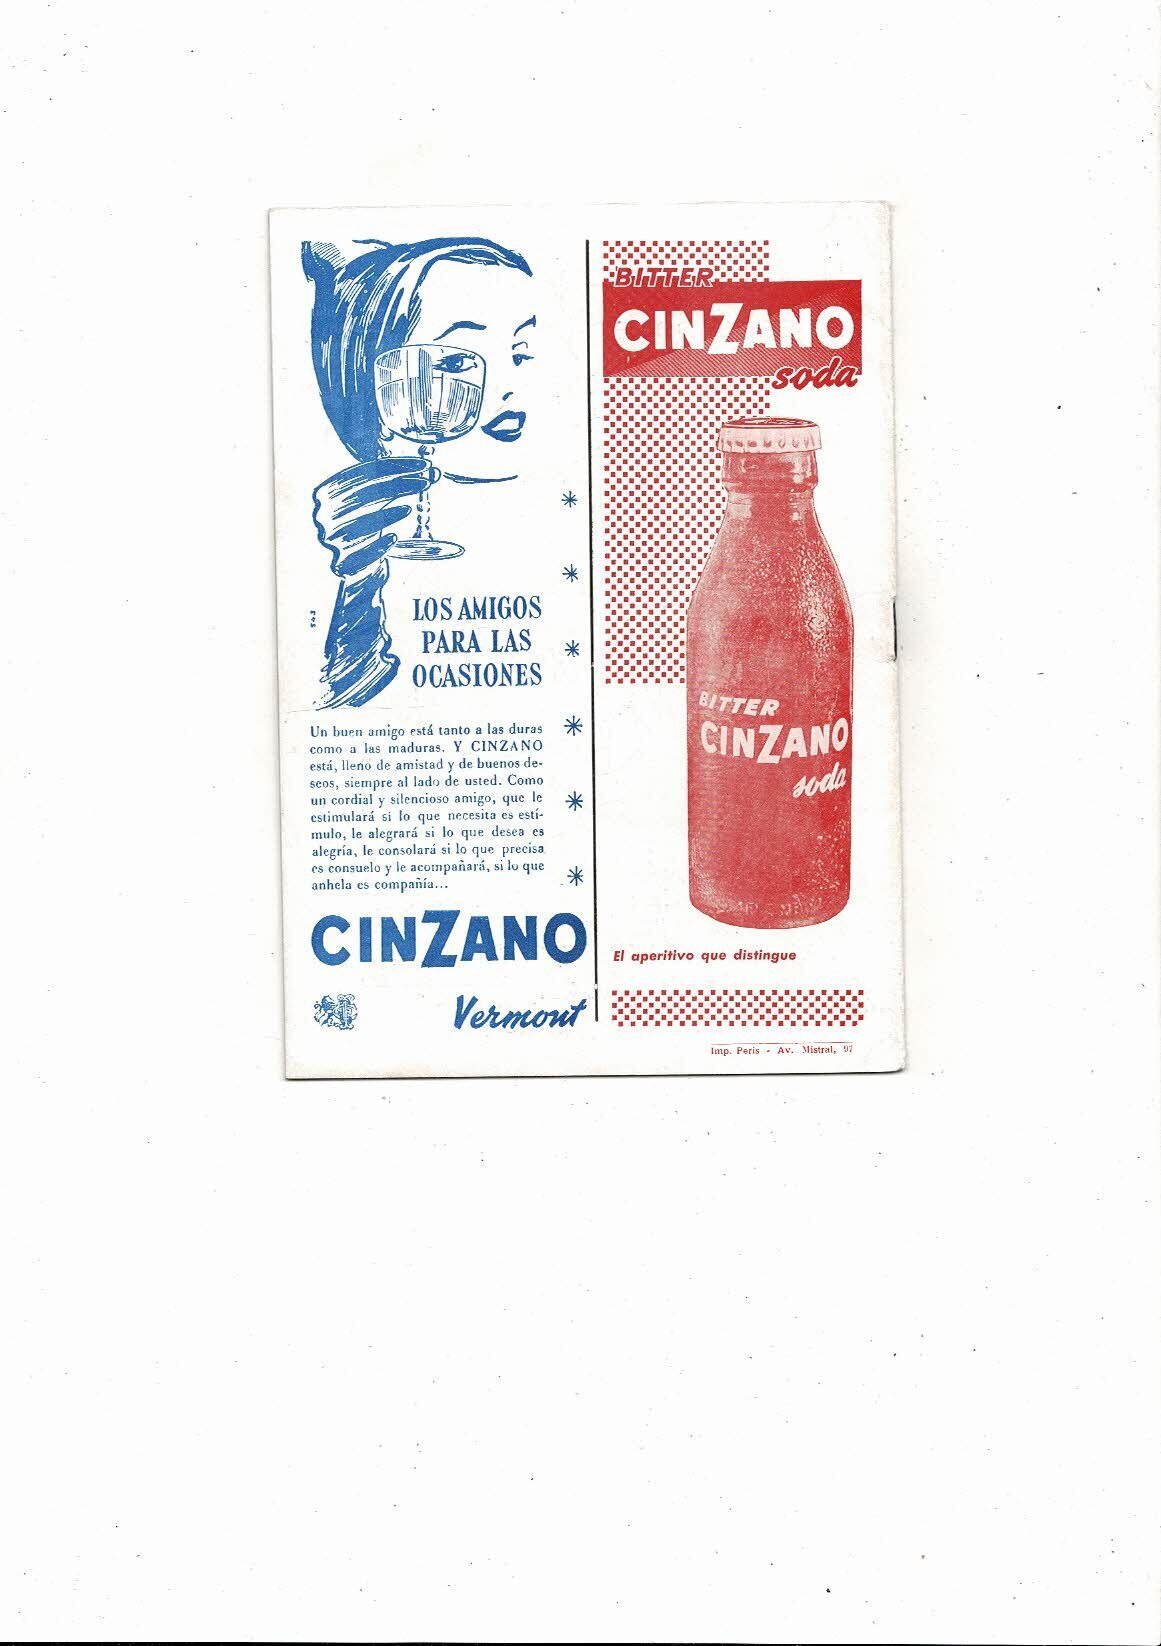 LOS AMIGOS
PARA LAS
OCASIONES
Un buen amigo está tanto a las duras
como a las maduras. Y CINZANO
está, lleno de amistad y de buenos de-
seos, siempre al lado de usted. Como
un cordial y silencioso amigo, que le
estimulará si lo que necesita es estí-
mulo, le alegrará si lo que desea es
alegría, le consolará si lo que precisa
es consuelo y le acompañará, si lo que
anhela es compañía...
CINZANO
Vermout
BITTER
CINZANO
soda
BITTER
CINZANO
soda
El aperitivo que distingue
Imp. Peris - Av. Mistral, 97